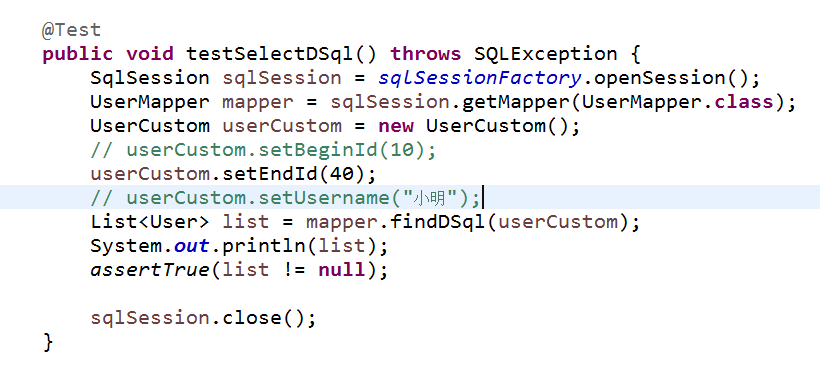 @Test
public void testSelectDSql() throws SQLException {
SqlSession sqlSession = sqlSessionFactory.openSession();
UserMapper mapper = sqlSession.getMapper(UserMapper.class);
UserCustom userCustom = new UserCustom();
// userCustom.setBeginId(10);
userCustom.setEndId(40);
// userCustom.setUsername("小明");
List<User> list = mapper.findDSql(userCustom);
System.out.println(list);
assertTrue(list != null);
sqlSession.close();
}